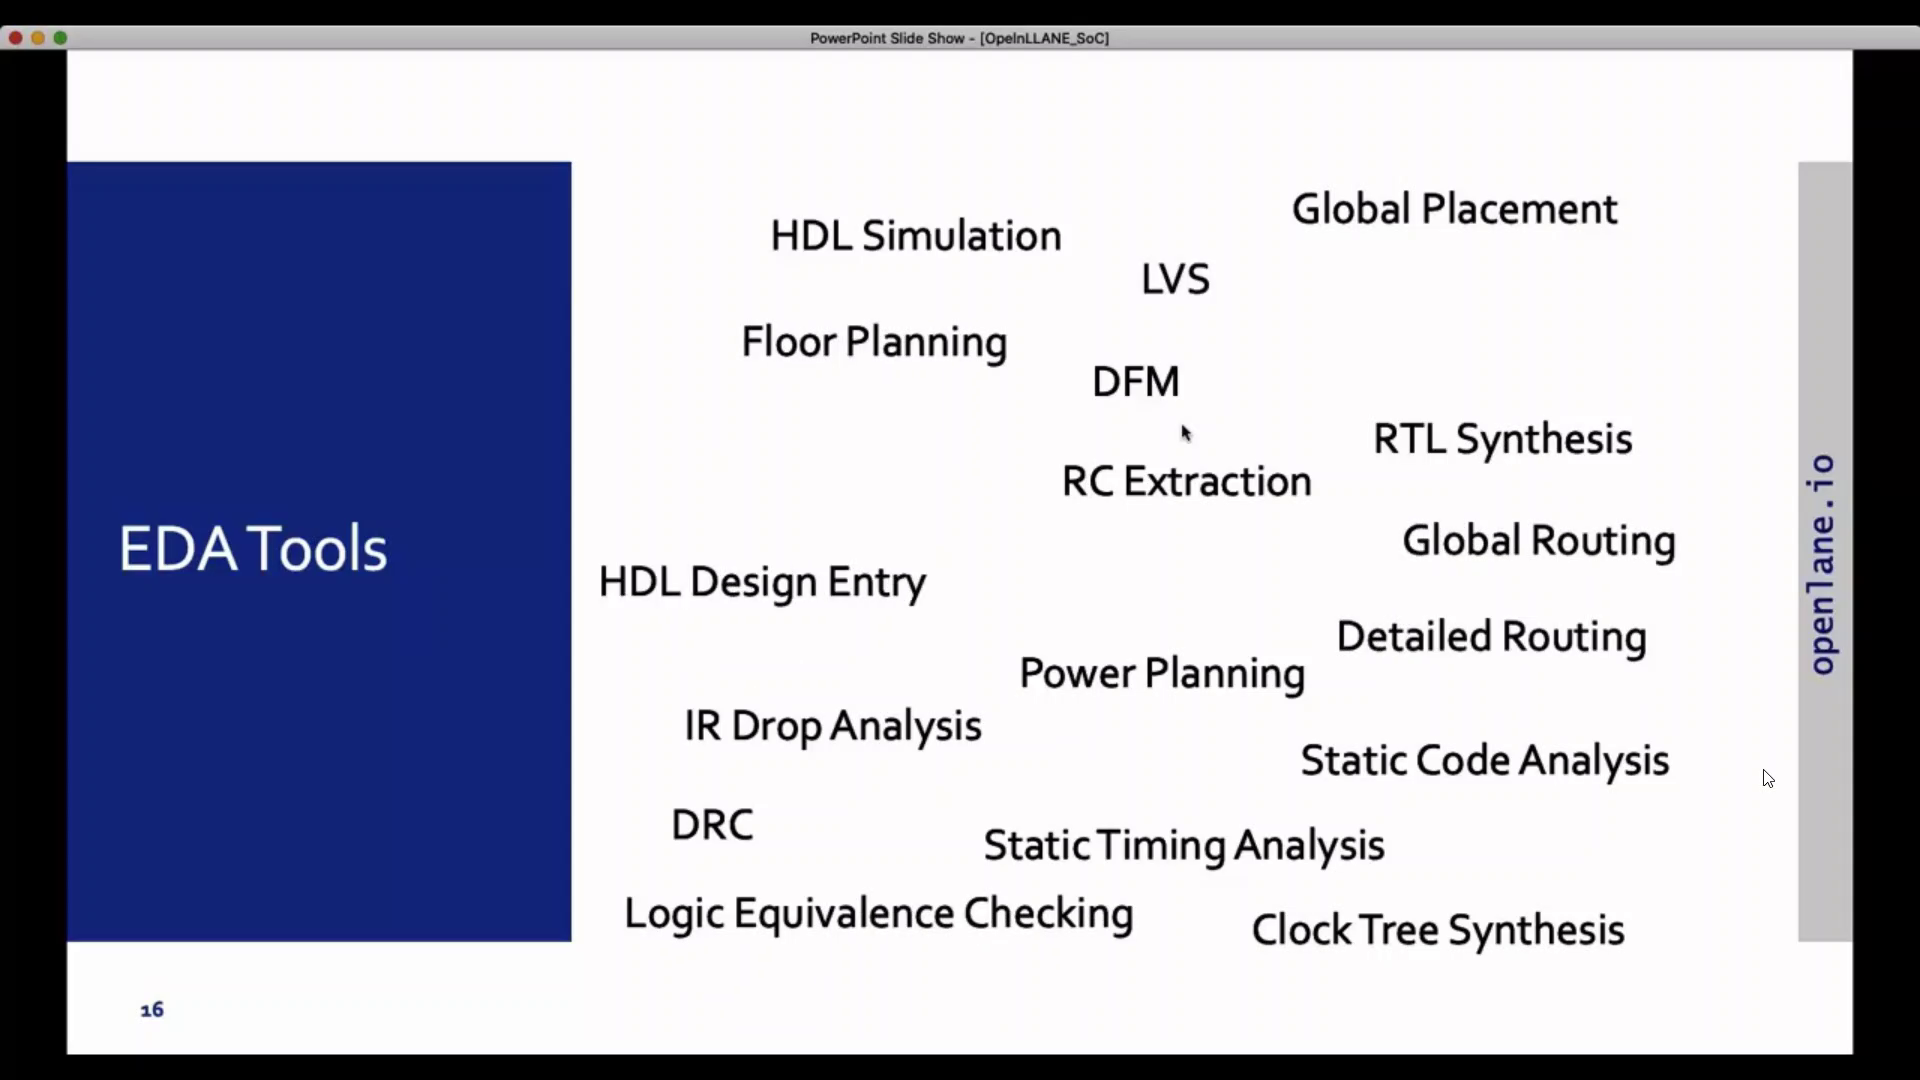 PowerPoint Slide Show - [OpeInLLANE_SoC]
EDA Tools
Global Placement
HDL Simulation
LVS
Floor Planning
DFM
RTL Synthesis
RC Extraction
Global Routing
HDL Design Entry
Detailed Routing
Power Planning
IR Drop Analysis
Static Code Analysis
DRC
Static Timing Analysis
Logic Equivalence Checking
Clock Tree Synthesis
openlane.io
16